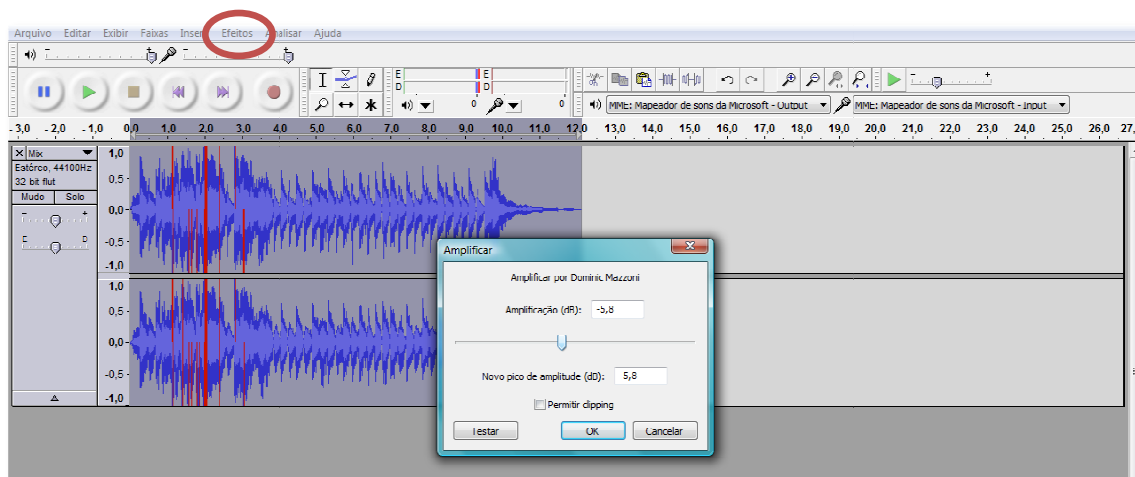 Arquivo Editar Exibir Faixas Inserir Efeitos Analisar Ajuda
E E
D D
0 0
MME: Mapeador de sons da Microsoft - Output MME: Mapeador de sons da Microsoft - Input
- 3,0 - 2,0 - 1,0 0,0 1,0 2,0 3,0 4,0 5,0 6,0 7,0 8,0 9,0 10,0 11,0 12,0 13,0 14,0 15,0 16,0 17,0 18,0 19,0 20,0 21,0 22,0 23,0 24,0 25,0 26,0 27,
Mix
Estéreo, 44100Hz
32 bit flut
Mudo Solo
- +
E D
1,0
0,5
0,0
-0,5
-1,0
1,0
0,5
0,0
-0,5
-1,0
Amplificar
Amplificar por Dominic Mazzoni
Amplificação (dB): -5,8
Novo pico de amplitude (dB): 5,8
Permitir clipping
Testar OK Cancelar